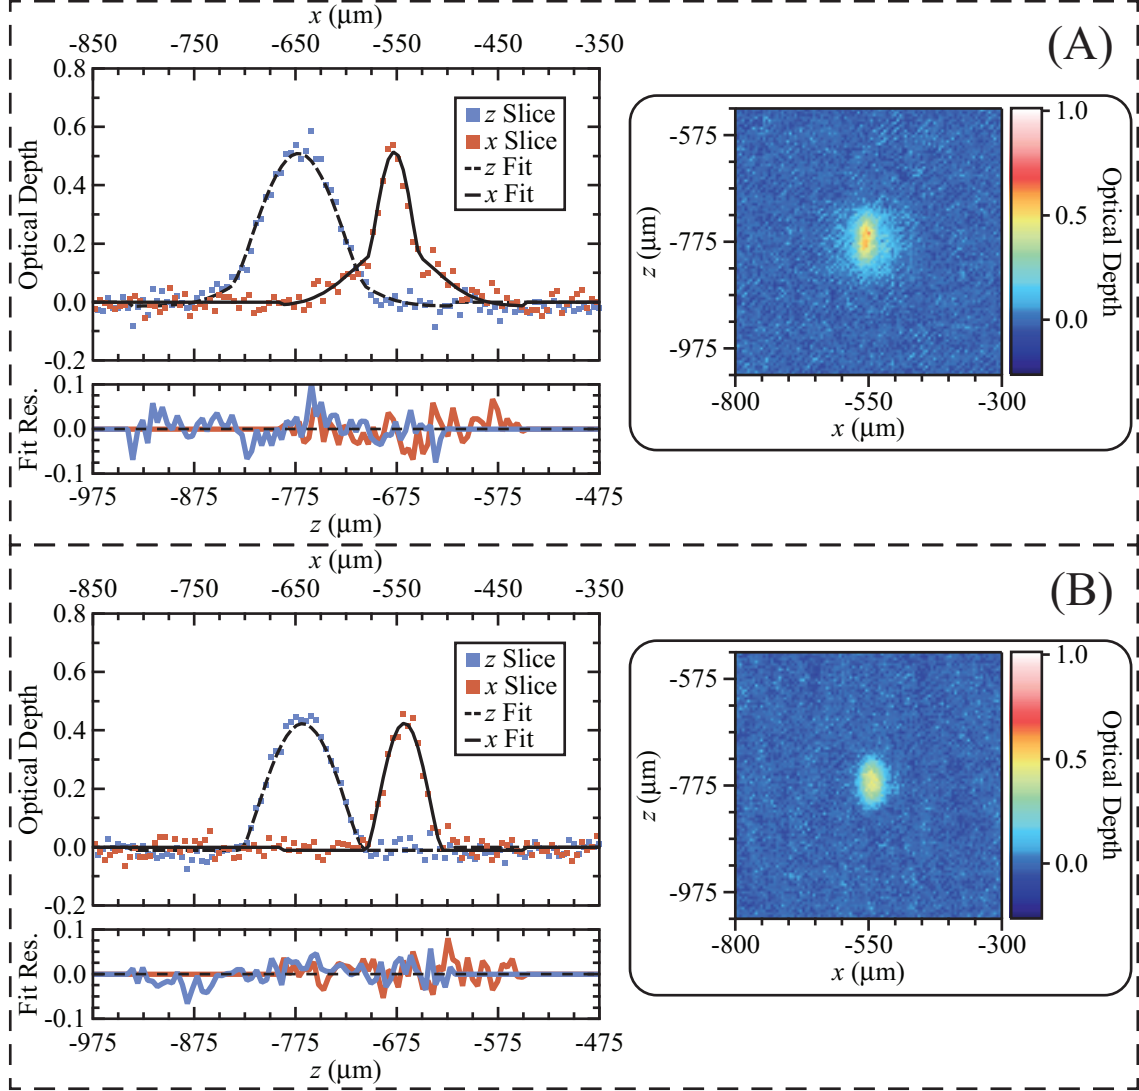 x (μm)
-850 -750 -650 -550 -450 -350
(A)
0.8
0.6
0.4
0.2
0.0
-0.2
Optical Depth
z Slice
x Slice
z Fit
x Fit
0.1
0.0
-0.1
Fit Res.
-975 -875 -775 -675 -575 -475
z (μm)
-575
-775
-975
z (μm)
-800 -550 -300
x (μm)
1.0
0.5
0.0
Optical Depth
x (μm)
-850 -750 -650 -550 -450 -350
(B)
0.8
0.6
0.4
0.2
0.0
-0.2
Optical Depth
z Slice
x Slice
z Fit
x Fit
0.1
0.0
-0.1
Fit Res.
-975 -875 -775 -675 -575 -475
z (μm)
-575
-775
-975
z (μm)
-800 -550 -300
x (μm)
1.0
0.5
0.0
Optical Depth